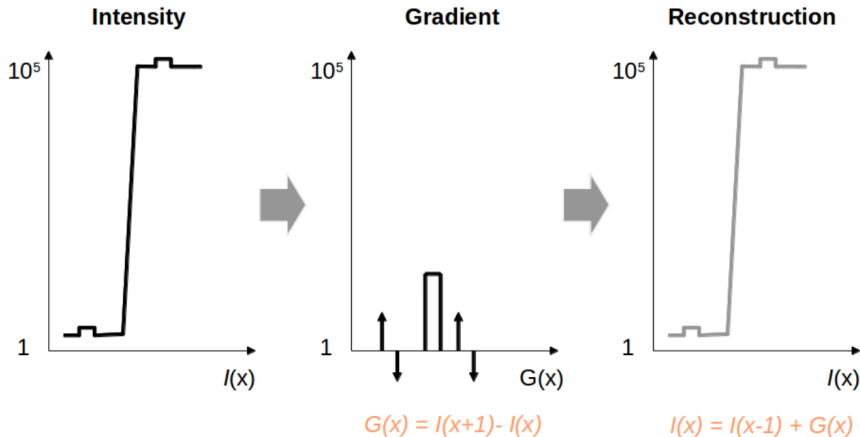 Intensity
Gradient
Reconstruction
10⁵
10⁵
10⁵
1
1
1
I(x)
G(x)
I(x)
G(x) = I(x+1)- I(x)
I(x) = I(x-1) + G(x)